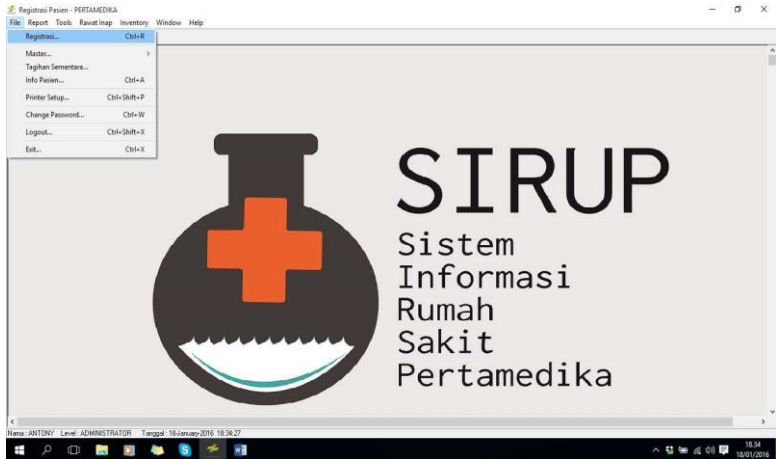 Registrasi Pasien - PERTAMEDIKA
File Report Tools Rawat Inap Inventory Window Help
Registrasi... Ctrl+R
Master...
Tagihan Sementara...
Info Pasien... Ctrl+A
Printer Setup... Ctrl+Shift+P
Change Password... Ctrl+W
Logout... Ctrl+Shift+X
Exit... Ctrl+X
SIRUP
Sistem
Informasi
Rumah
Sakit
Pertamedika
Nama : ANTONY Level : ADMINISTRATOR Tanggal : 18-January-2016 18:34:27
18.34
18/01/2016